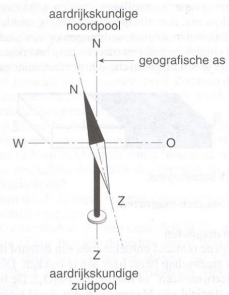 aardrijkskundige
noordpool
N
geografische as
N
W
O
Z
Z
aardrijkskundige
zuidpool